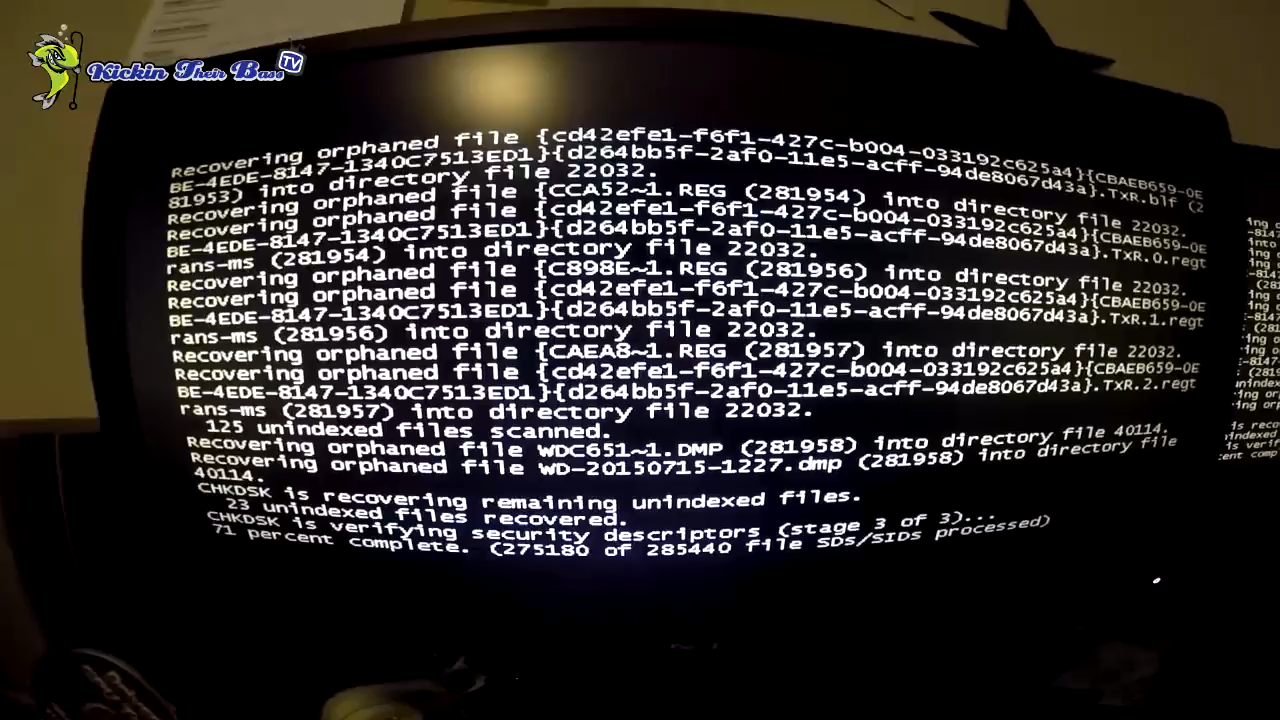 Kickin Their Bass TV
Recovering orphaned file {cd42efe1-f6f1-427c-b004-033192c625a4}{CBAEB659-0E
BE-4EDE-8147-1340C7513ED1}{d264bb5f-2af0-11e5-acff-94de8067d43a}.TxR.blf (2
81953) into directory file 22032.
Recovering orphaned file {CCA52~1.REG (281954) into directory file 22032.
Recovering orphaned file {cd42efe1-f6f1-427c-b004-033192c625a4}{CBAEB659-0E
BE-4EDE-8147-1340C7513ED1}{d264bb5f-2af0-11e5-acff-94de8067d43a}.TxR.0.regt
rans-ms (281954) into directory file 22032.
Recovering orphaned file {C898E~1.REG (281956) into directory file 22032.
Recovering orphaned file {cd42efe1-f6f1-427c-b004-033192c625a4}{CBAEB659-0E
BE-4EDE-8147-1340C7513ED1}{d264bb5f-2af0-11e5-acff-94de8067d43a}.TxR.1.regt
rans-ms (281956) into directory file 22032.
Recovering orphaned file {CAEA8~1.REG (281957) into directory file 22032.
Recovering orphaned file {cd42efe1-f6f1-427c-b004-033192c625a4}{CBAEB659-0E
BE-4EDE-8147-1340C7513ED1}{d264bb5f-2af0-11e5-acff-94de8067d43a}.TxR.2.regt
rans-ms (281957) into directory file 22032.
125 unindexed files scanned.
Recovering orphaned file WDC651~1.DMP (281958) into directory file 40114.
Recovering orphaned file WD-20150715-1227.dmp (281958) into directory file
40114.
CHKDSK is recovering remaining unindexed files.
23 unindexed files recovered.
CHKDSK is verifying security descriptors (stage 3 of 3)...
71 percent complete. (275180 of 285440 file SDs/SIDs processed)